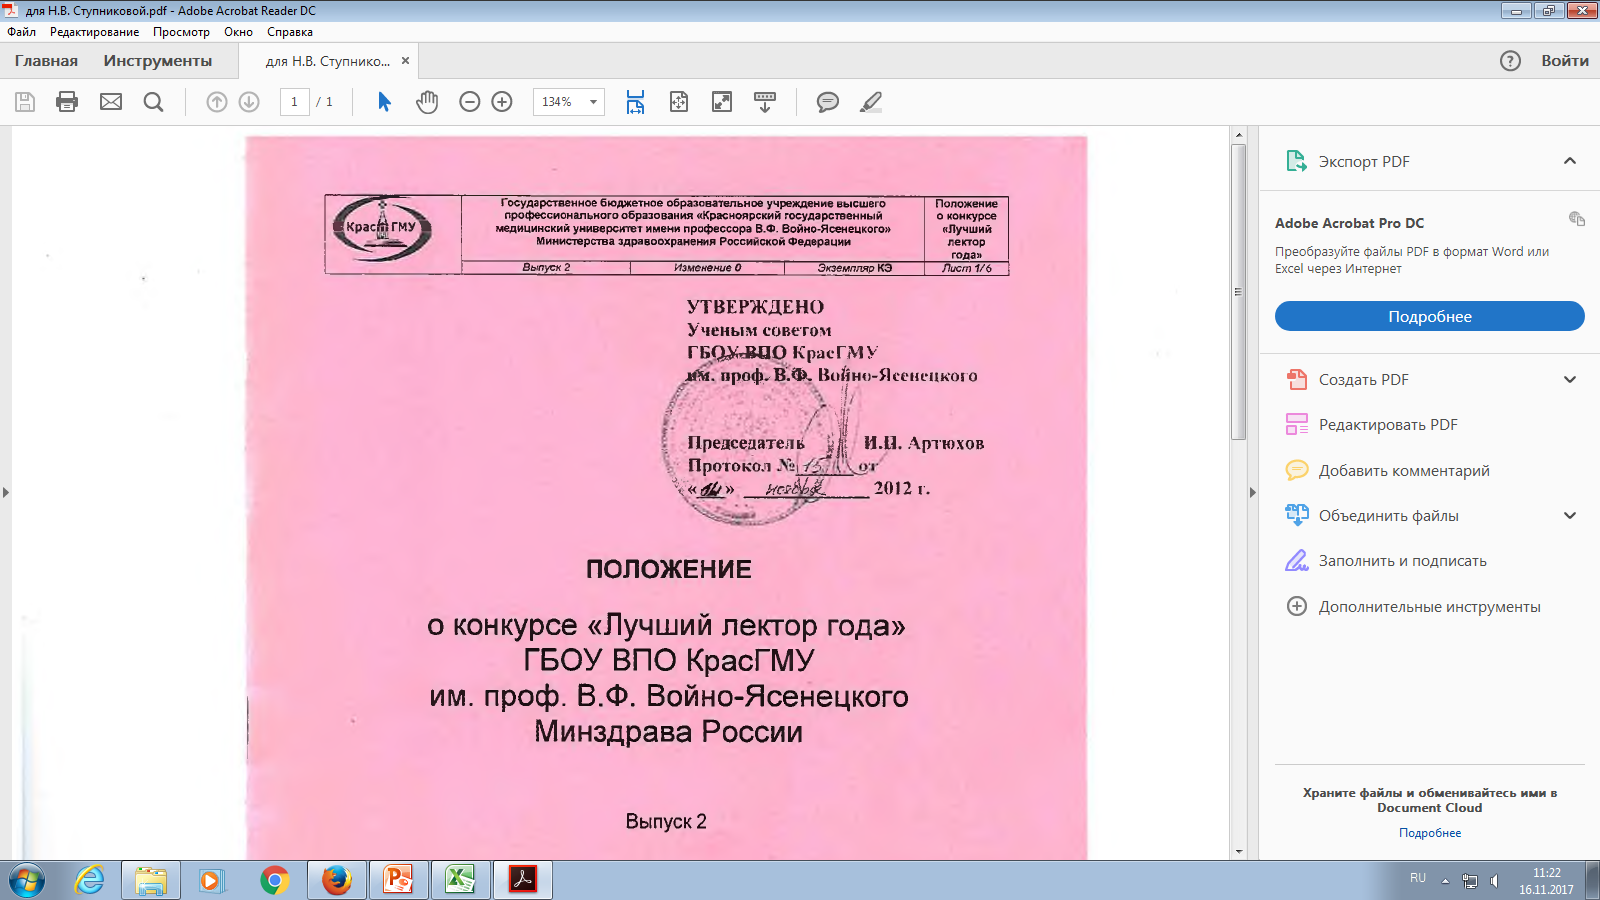 для Н.В. Ступниковой.pdf - Adobe Acrobat Reader DC
Файл Редактирование Просмотр Окно Справка
Главная Инструменты для Н.В. Ступнико... × ? Войти
1 / 1 134%
КрасГМУ
Государственное бюджетное образовательное учреждение высшего
профессионального образования «Красноярский государственный
медицинский университет имени профессора В.Ф. Войно-Ясенецкого»
Министерства здравоохранения Российской Федерации
Положение
о конкурсе
«Лучший
лектор
года»
Выпуск 2 Изменение 0 Экземпляр КЭ Лист 1/6
УТВЕРЖДЕНО
Ученым советом
ГБОУ ВПО КрасГМУ
им. проф. В.Ф. Войно-Ясенецкого
Председатель И.П. Артюхов
Протокол № от
« » ноября 2012 г.
ПОЛОЖЕНИЕ
о конкурсе «Лучший лектор года»
ГБОУ ВПО КрасГМУ
им. проф. В.Ф. Войно-Ясенецкого
Минздрава России
Выпуск 2
Экспорт PDF
Adobe Acrobat Pro DC
Преобразуйте файлы PDF в формат Word или
Excel через Интернет
Подробнее
Создать PDF
Редактировать PDF
Добавить комментарий
Объединить файлы
Заполнить и подписать
Дополнительные инструменты
Храните файлы и обменивайтесь ими в
Document Cloud
Подробнее
RU
11:22
16.11.2017